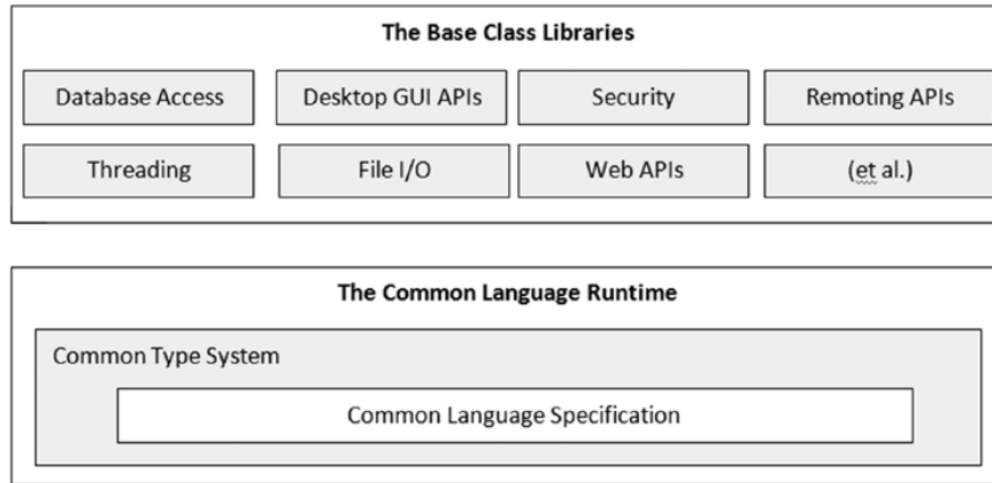 The Base Class Libraries
Database Access
Desktop GUI APIs
Security
Remoting APIs
Threading
File I/O
Web APIs
(et al.)
The Common Language Runtime
Common Type System
Common Language Specification